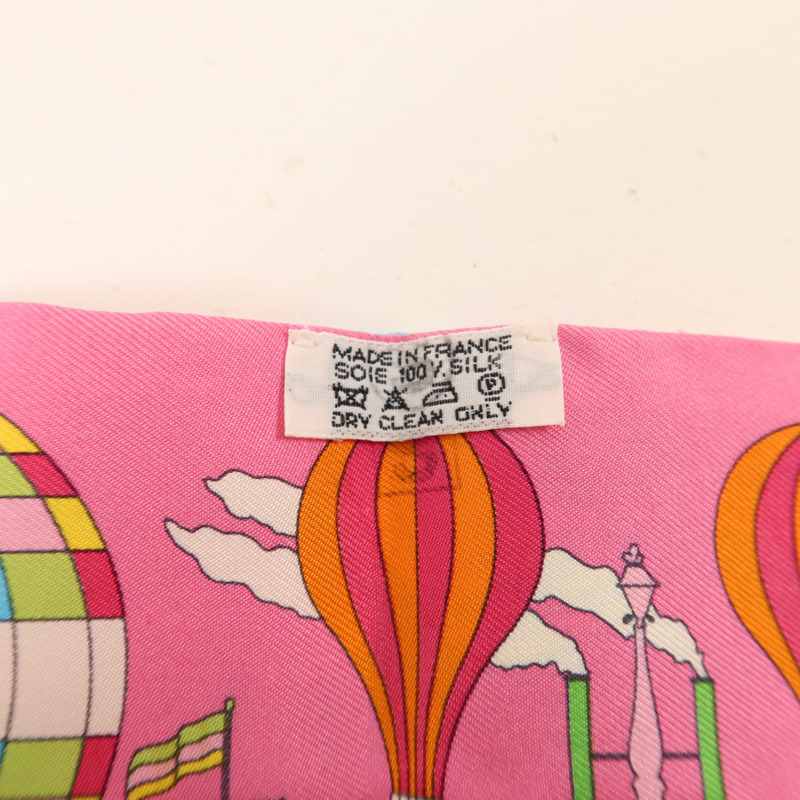 MADE IN FRANCE
SOIE 100% SILK
P
DRY CLEAN ONLY